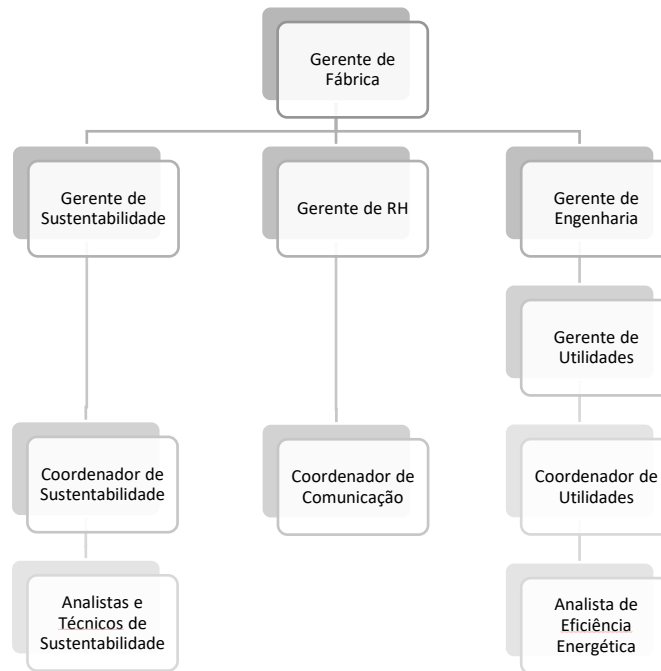 Gerente de
Fábrica
Gerente de
Sustentabilidade
Gerente de RH
Gerente de
Engenharia
Gerente de
Utilidades
Coordenador de
Sustentabilidade
Coordenador de
Comunicação
Coordenador de
Utilidades
Analistas e
Técnicos de
Sustentabilidade
Analista de
Eficiência
Energética